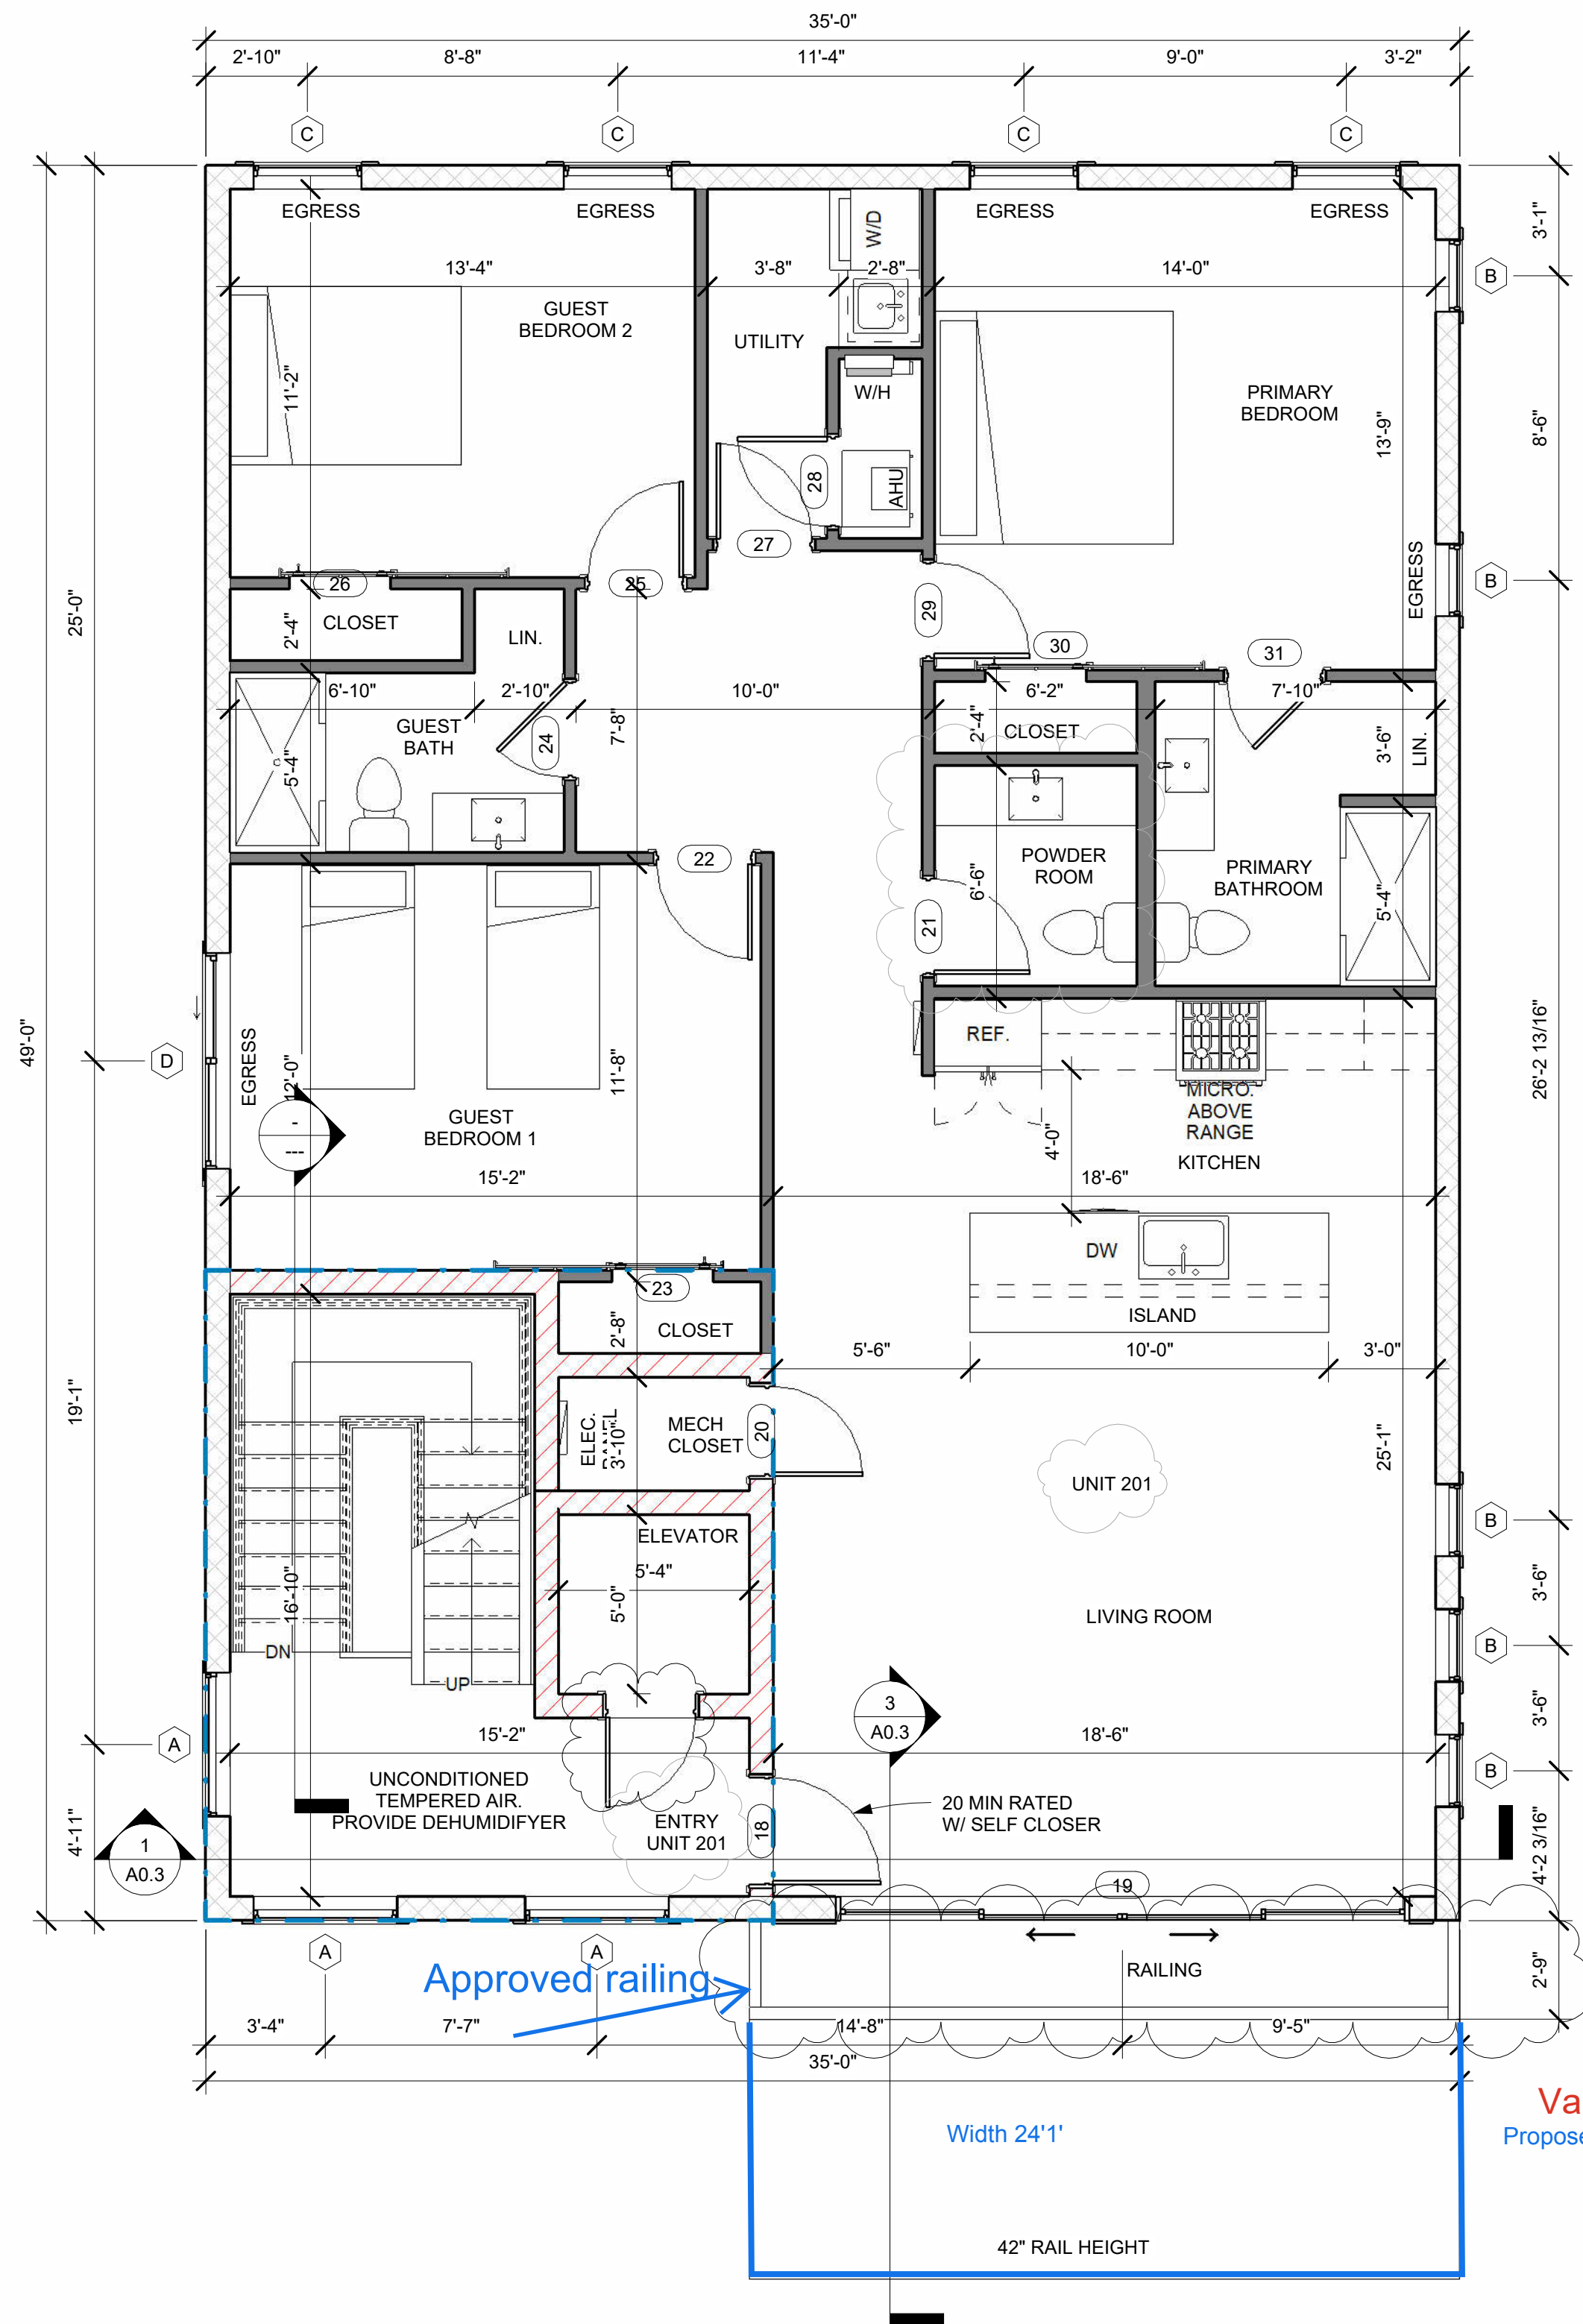 35'-0"
2'-10" 8'-8" 11'-4" 9'-0" 3'-2"
C C C C
EGRESS EGRESS EGRESS EGRESS
3'-1"
W/D
13'-4" 3'-8" 2'-8" 14'-0"
B
GUEST
BEDROOM 2
UTILITY
W/H
PRIMARY
BEDROOM
11'-2"
13'-9"
8'-6"
28
AHU
27
EGRESS
B
25'-0"
26
25
29
CLOSET
2'-4"
LIN.
30
31
6'-10" 2'-10" 10'-0" 6'-2" 7'-10"
GUEST
BATH
24
7'-8"
2'-4"
CLOSET
3'-6"
LIN.
5'-4"
22
POWDER
ROOM
6'-6"
PRIMARY
BATHROOM
5'-4"
21
49'-0"
D
EGRESS
12'-0"
11'-8"
REF.
26'-2 13/16"
MICRO.
ABOVE
RANGE
KITCHEN
4'-0"
GUEST
BEDROOM 1
-
---
15'-2" 18'-6"
DW
23
CLOSET
2'-8"
ISLAND
5'-6" 10'-0" 3'-0"
19'-1"
ELEC.
3'-10"
MECH
CLOSET
20
25'-1"
UNIT 201
B
ELEVATOR
5'-4"
5'-0"
16'-10"
3'-6"
LIVING ROOM
B
DN
UP
3
A0.3
3'-6"
15'-2" 18'-6"
A
B
UNCONDITIONED
TEMPERED AIR.
PROVIDE DEHUMIDIFYER
ENTRY
UNIT 201
18
20 MIN RATED
W/ SELF CLOSER
4'-11"
1
A0.3
4'-2 3/16"
19
A A
Approved railing
RAILING
2'-9"
3'-4" 7'-7" 14'-8" 9'-5"
35'-0"
Width 24'1'
42" RAIL HEIGHT